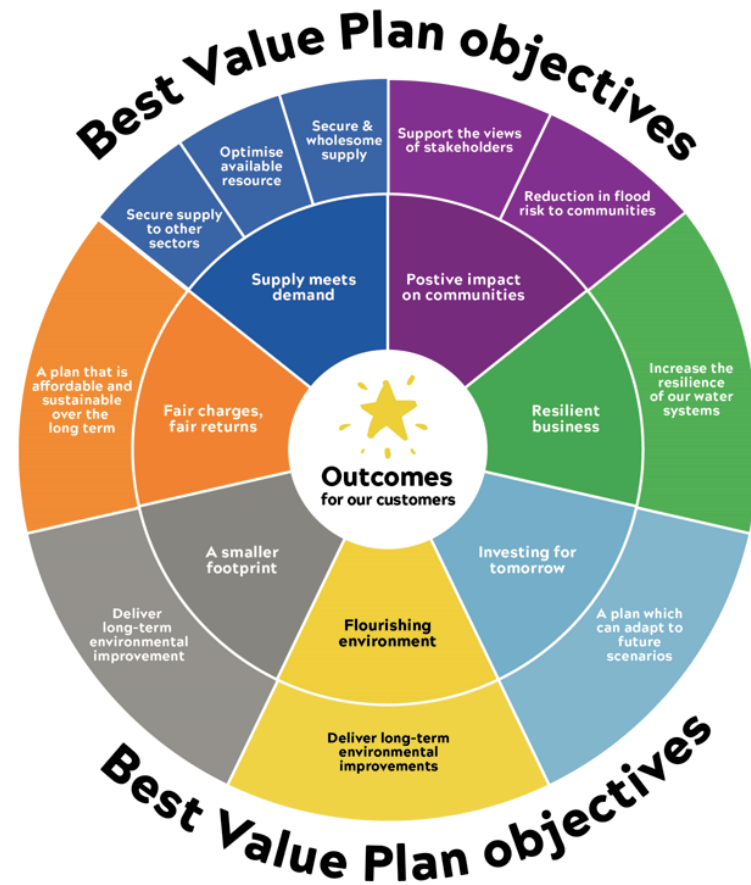 Best Value Plan objectives
Secure &
wholesome
supply
Support the views
of stakeholders
Optimise
available
resource
Reduction in flood
risk to communities
Secure supply
to other
sectors
Supply meets
demand
Postive impact
on communities
A plan that is
affordable and
sustainable
over the
long term
Fair charges,
fair returns
Resilient
business
Increase the
resilience
of our water
systems
Outcomes
for our customers
A smaller
footprint
Investing for
tomorrow
Deliver
long-term
environmental
improvement
Flourishing
environment
A plan which
can adapt to
future
scenarios
Deliver long-term
environmental
improvements
Best Value Plan objectives